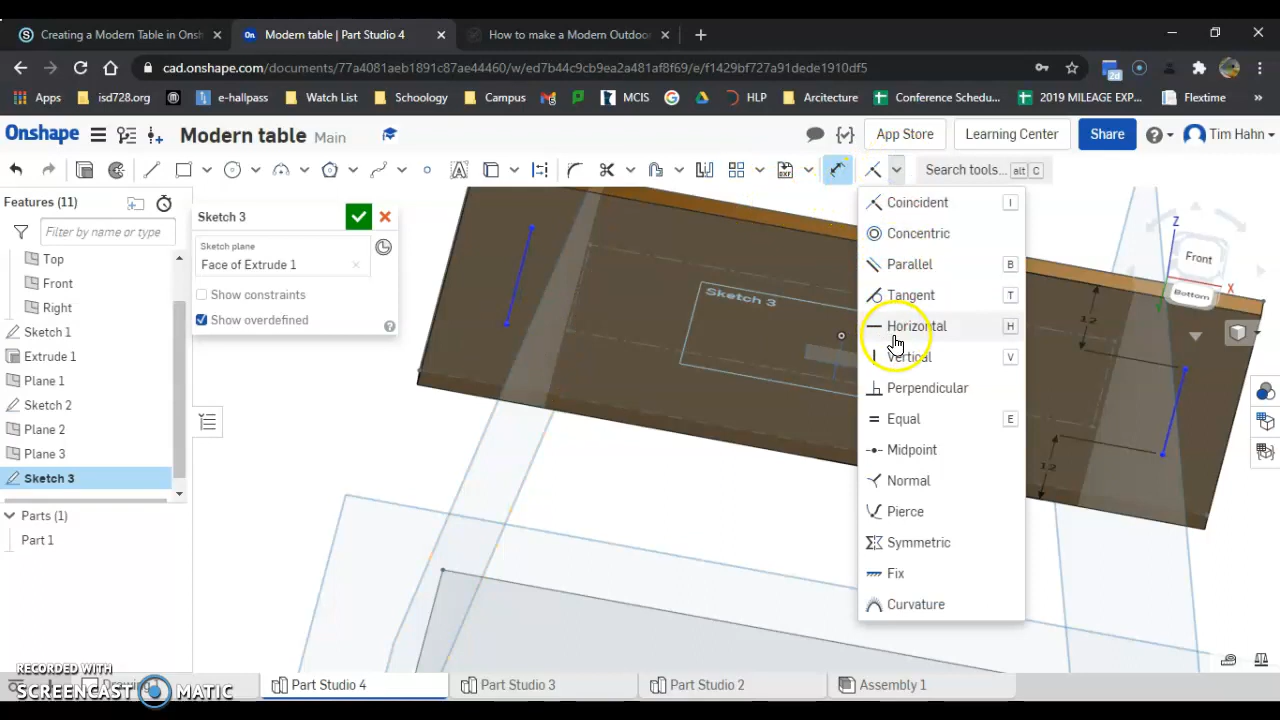 Creating a Modern Table in Onsh
Modern table | Part Studio 4
How to make a Modern Outdoor
cad.onshape.com/documents/77a4081aeb1891c87ae44460/w/ed7b44c9cb9ea2a481af8f69/e/f1429bf727a91dede1910df5
2d
Apps isd728.org e-hallpass Watch List Schoology Campus MCIS HLP Arcitecture Conference Schedu... 2019 MILEAGE EXP... Flextime »
Onshape Modern table Main App Store Learning Center Share Tim Hahn
Search tools... alt C
Features (11)
Filter by name or type
Top
Front
Right
Sketch 1
Extrude 1
Plane 1
Sketch 2
Plane 2
Plane 3
Sketch 3
Parts (1)
Part 1
Sketch 3
Sketch plane
Face of Extrude 1
Show constraints
Show overdefined
Sketch 3
1.2
1.2
Coincident I
Concentric
Parallel B
Tangent T
Horizontal H
Vertical V
Perpendicular
Equal E
Midpoint
Normal
Pierce
Symmetric
Fix
Curvature
Z
Front
X
Bottom
RECORDED WITH
SCREENCAST MATIC
Part Studio 4 Part Studio 3 Part Studio 2 Assembly 1